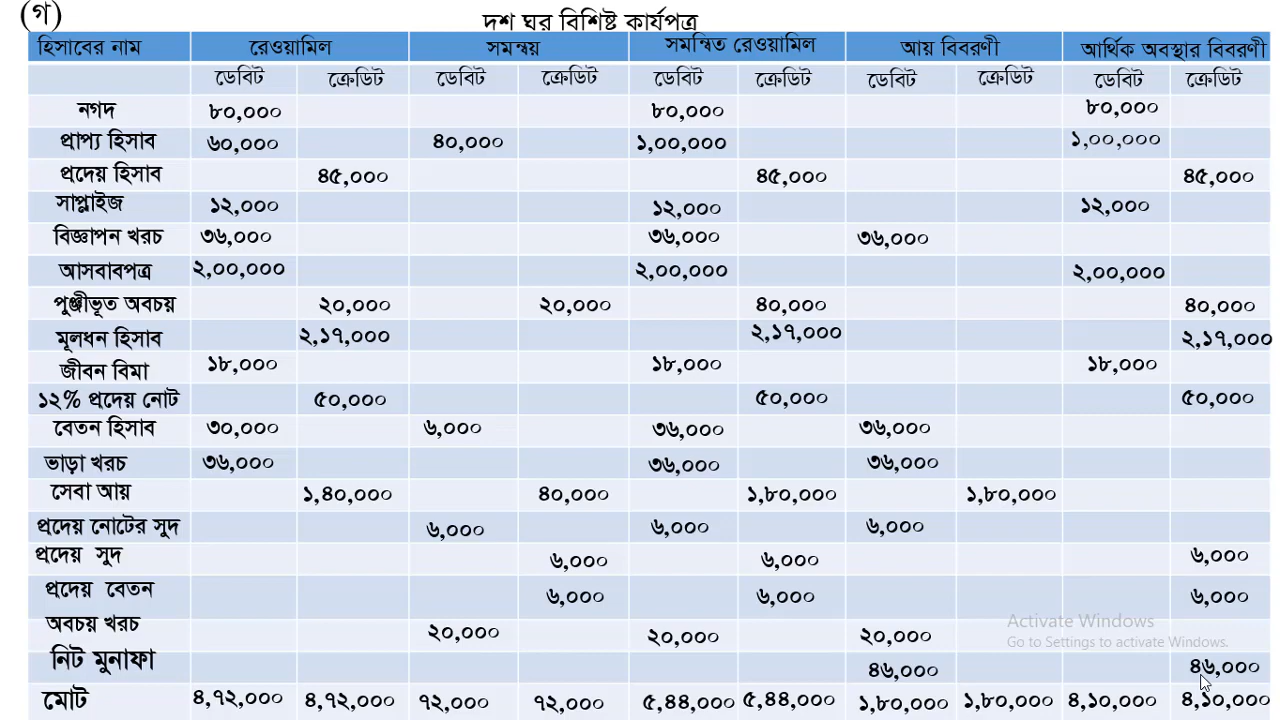 (গ)
দশ ঘর বিশিষ্ট কার্যপত্র
হিসাবের নাম রেওয়ামিল সমন্বয় সমন্বিত রেওয়ামিল আয় বিবরণী আর্থিক অবস্থার বিবরণী
ডেবিট ক্রেডিট ডেবিট ক্রেডিট ডেবিট ক্রেডিট ডেবিট ক্রেডিট ডেবিট ক্রেডিট
নগদ ৮০,০০০ ৮০,০০০ ৮০,০০০
প্রাপ্য হিসাব ৬০,০০০ ৪০,০০০ ১,০০,০০০ ১,০০,০০০
প্রদেয় হিসাব ৪৫,০০০ ৪৫,০০০ ৪৫,০০০
সাপ্লাইজ ১২,০০০ ১২,০০০ ১২,০০০
বিজ্ঞাপন খরচ ৩৬,০০০ ৩৬,০০০ ৩৬,০০০
আসবাবপত্র ২,০০,০০০ ২,০০,০০০ ২,০০,০০০
পুঞ্জীভূত অবচয় ২০,০০০ ২০,০০০ ৪০,০০০ ৪০,০০০
মূলধন হিসাব ২,১৭,০০০ ২,১৭,০০০ ২,১৭,০০০
জীবন বিমা ১৮,০০০ ১৮,০০০ ১৮,০০০
১২% প্রদেয় নোট ৫০,০০০ ৫০,০০০ ৫০,০০০
বেতন হিসাব ৩০,০০০ ৬,০০০ ৩৬,০০০ ৩৬,০০০
ভাড়া খরচ ৩৬,০০০ ৩৬,০০০ ৩৬,০০০
সেবা আয় ১,৪০,০০০ ৪০,০০০ ১,৮০,০০০ ১,৮০,০০০
প্রদেয় নোটের সুদ ৬,০০০ ৬,০০০ ৬,০০০
প্রদেয় সুদ ৬,০০০ ৬,০০০ ৬,০০০
প্রদেয় বেতন ৬,০০০ ৬,০০০ ৬,০০০
অবচয় খরচ ২০,০০০ ২০,০০০ ২০,০০০
Activate Windows
Go to Settings to activate Windows.
নিট মুনাফা ৪৬,০০০ ৪৬,০০০
মোট ৪,৭২,০০০ ৪,৭২,০০০ ৭২,০০০ ৭২,০০০ ৫,৪৪,০০০ ৫,৪৪,০০০ ১,৮০,০০০ ১,৮০,০০০ ৪,১০,০০০ ৪,১০,০০০